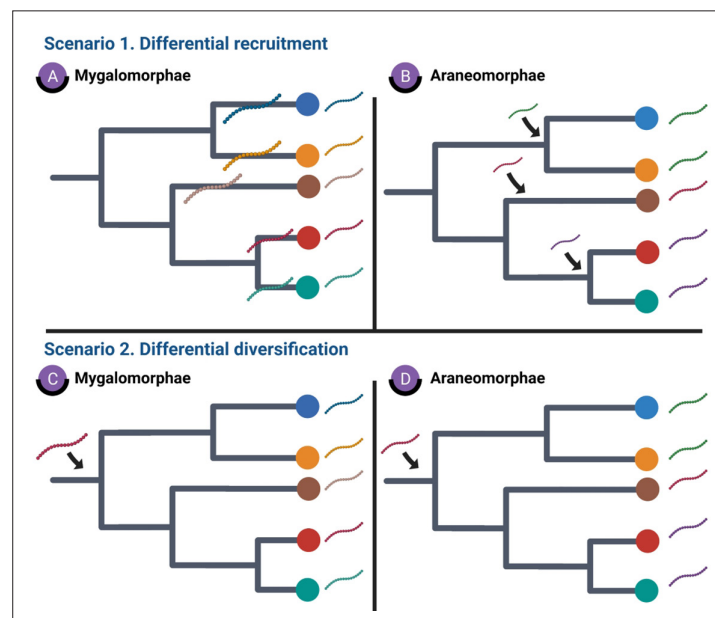 Scenario 1. Differential recruitment
A Mygalomorphae
B Araneomorphae
Scenario 2. Differential diversification
C Mygalomorphae
D Araneomorphae